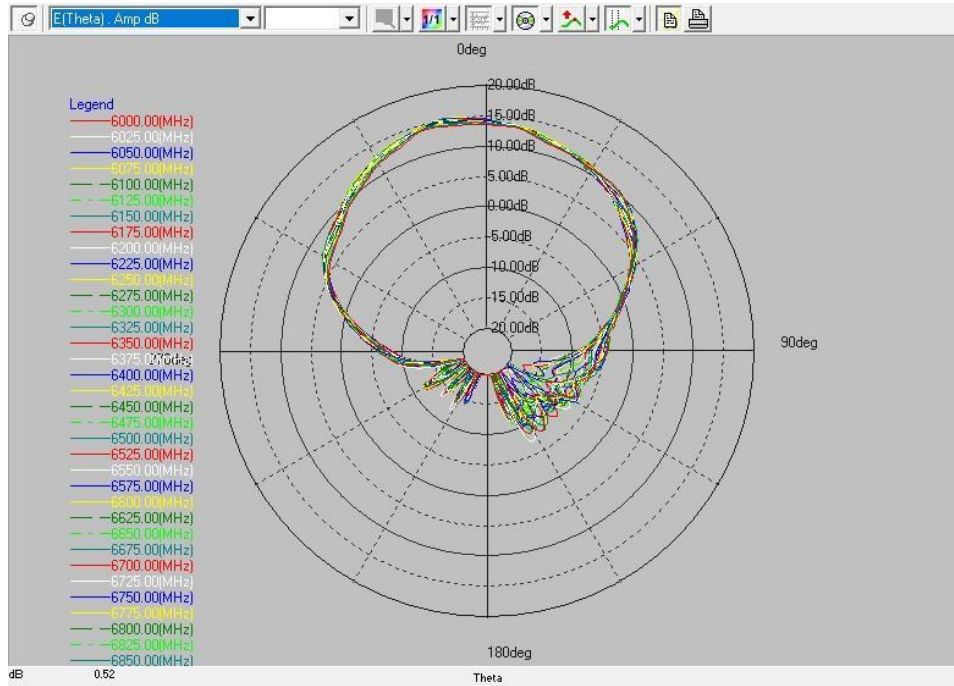 E(Theta) . Amp dB
1/1
0deg
20.00dB
Legend
6000.00(MHz)
15.00dB
6025.00(MHz)
6050.00(MHz)
10.00dB
6075.00(MHz)
6100.00(MHz)
5.00dB
6125.00(MHz)
6150.00(MHz)
0.00dB
6175.00(MHz)
6200.00(MHz)
-5.00dB
6225.00(MHz)
6250.00(MHz)
-10.00dB
6275.00(MHz)
6300.00(MHz)
-15.00dB
6325.00(MHz)
-20.00dB
6350.00(MHz)
90deg
6375.00(MHz)
270deg
6400.00(MHz)
6425.00(MHz)
6450.00(MHz)
6475.00(MHz)
6500.00(MHz)
6525.00(MHz)
6550.00(MHz)
6575.00(MHz)
6600.00(MHz)
6625.00(MHz)
6650.00(MHz)
6675.00(MHz)
6700.00(MHz)
6725.00(MHz)
6750.00(MHz)
6775.00(MHz)
6800.00(MHz)
6825.00(MHz)
180deg
6850.00(MHz)
dB 0.52 Theta